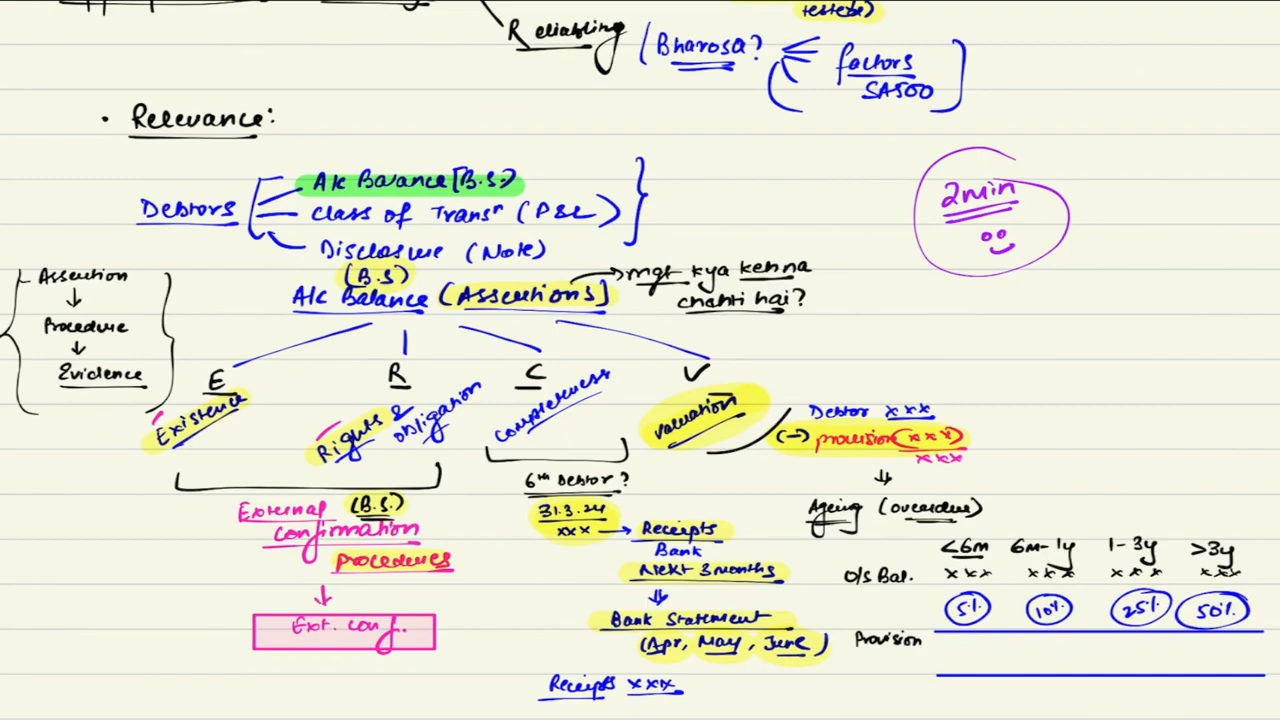 tested)
Reliabling (Bharosa? factors
SA500
• Relevance:
Debtors
A/c Balance [B.S.)
Class of Transⁿ (P&L)
Disclosure (Note)
(B.S)
A/c Balance (Assertions] → mgt kya kehna
chahti hai?
Assertion
↓
Procedure
↓
Evidence
E R C V
Existence
Rights &
obligation
completeness
valuation
Debtor xxx
(-) provision (xxx)
xxx
Ageing (overdue)
<6m 6m-1y 1-3y >3y
O/s Bal. xxx xxx xxx xxx
5% 10% 25% 50%
Provision
External (B.S.)
confirmation
procedures
↓
Ext. conf.
6th Debtor?
31.3.24
xxx → Receipts
Bank
Next 3 months
Bank Statement
(Apr, May, June)
Receipts xxx
2min